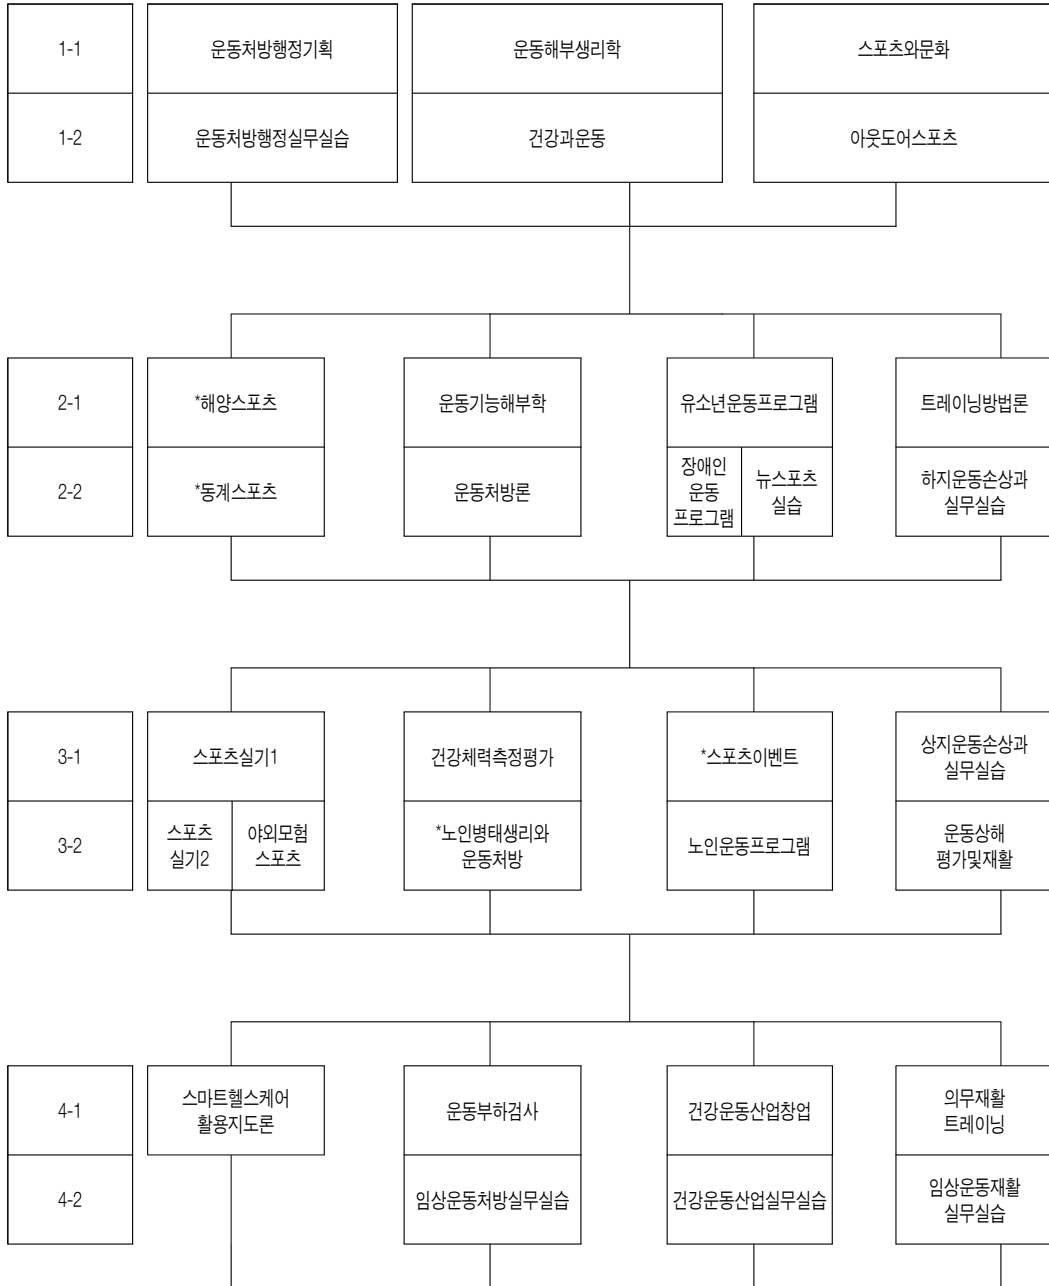 1-1
운동처방행정기획
운동해부생리학
스포츠와문화
1-2
운동처방행정실무실습
건강과운동
아웃도어스포츠
2-1
*해양스포츠
운동기능해부학
유소년운동프로그램
트레이닝방법론
2-2
*동계스포츠
운동처방론
장애인
운동
프로그램
뉴스포츠
실습
하지운동손상과
실무실습
3-1
스포츠실기1
건강체력측정평가
*스포츠이벤트
상지운동손상과
실무실습
3-2
스포츠
실기2
야외모험
스포츠
*노인병태생리와
운동처방
노인운동프로그램
운동상해
평가및재활
4-1
스마트헬스케어
활용지도론
운동부하검사
건강운동산업창업
의무재활
트레이닝
4-2
임상운동처방실무실습
건강운동산업실무실습
임상운동재활
실무실습